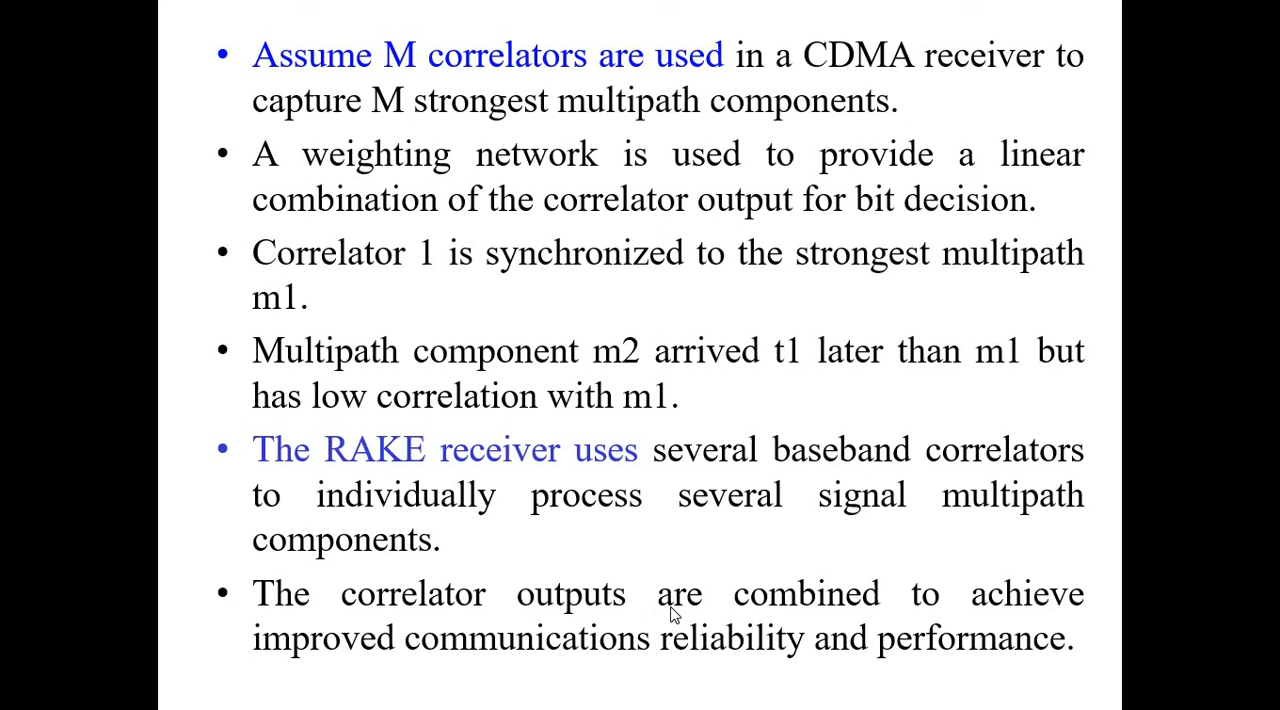 • Assume M correlators are used in a CDMA receiver to
capture M strongest multipath components.
• A weighting network is used to provide a linear
combination of the correlator output for bit decision.
• Correlator 1 is synchronized to the strongest multipath
m1.
• Multipath component m2 arrived t1 later than m1 but
has low correlation with m1.
• The RAKE receiver uses several baseband correlators
to individually process several signal multipath
components.
• The correlator outputs are combined to achieve
improved communications reliability and performance.